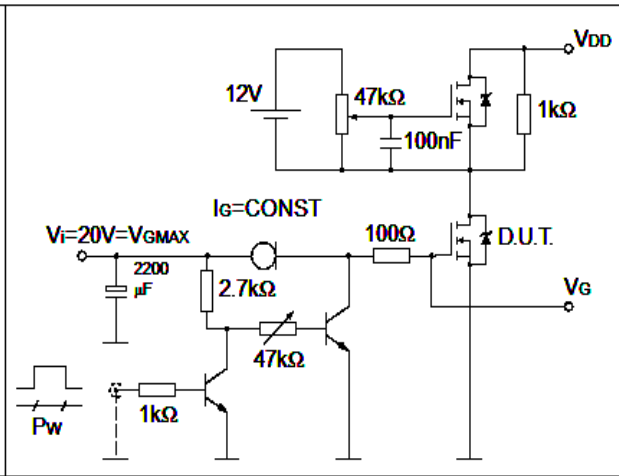 VDD
12V
47kΩ
1kΩ
100nF
IG=CONST
Vi=20V=VGMAX
100Ω
D.U.T.
2200
μF
2.7kΩ
VG
47kΩ
1kΩ
Pw